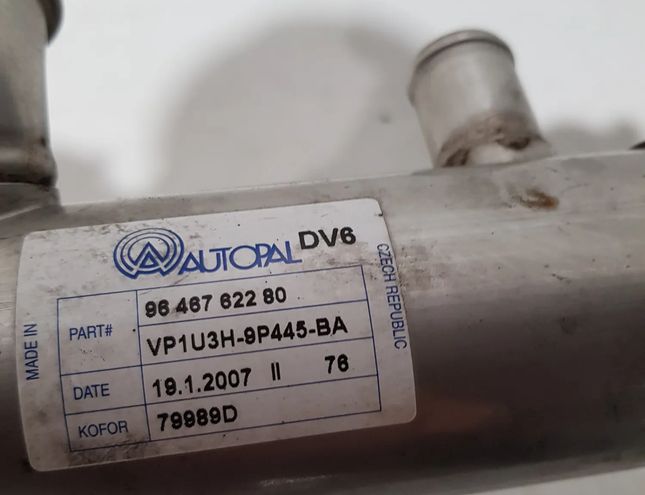 AUTOPAL DV6
MADE IN
CZECH REPUBLIC
PART# 96 467 622 80
VP1U3H-9P445-BA
DATE 19.1.2007 II 76
KOFOR 79989D